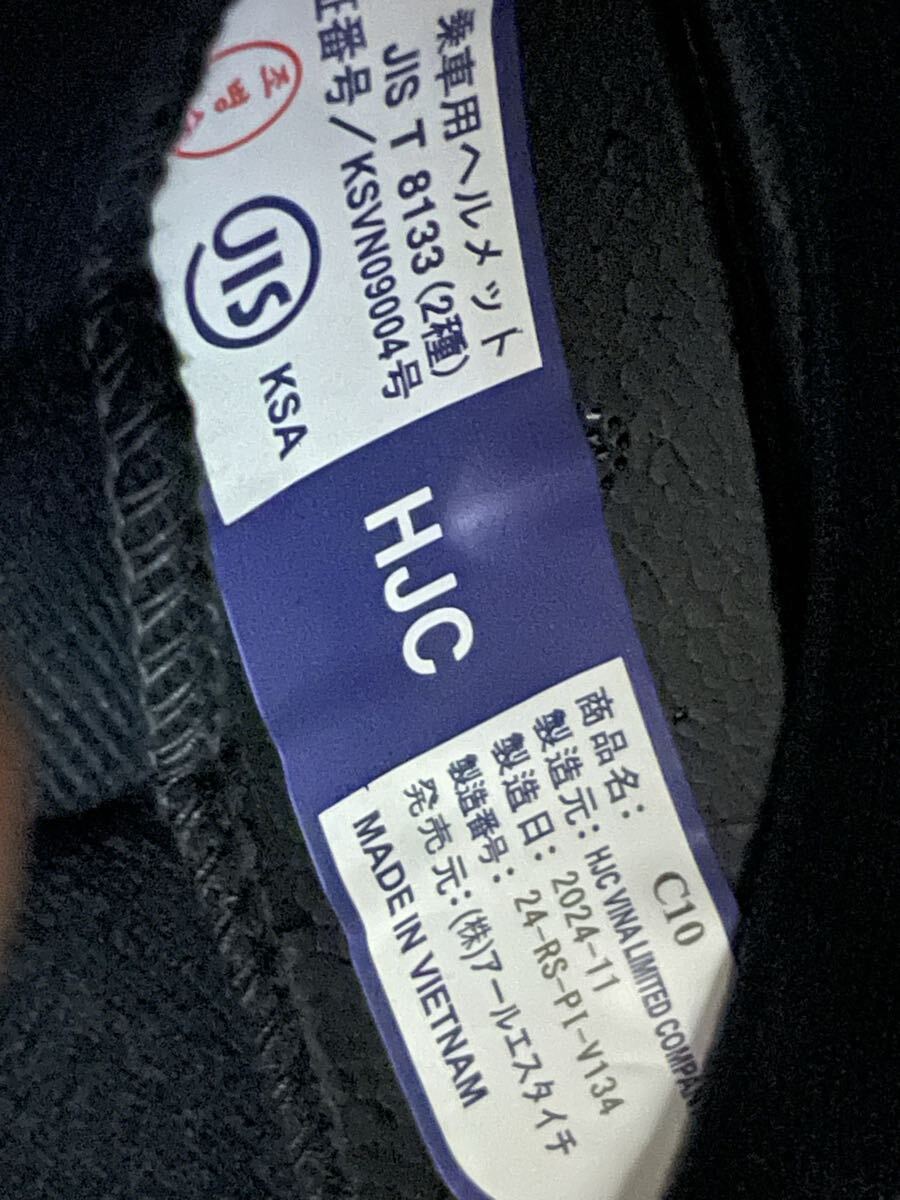 乗車用ヘルメット
JIS T 8133(2種)
証番号/KSVN09004号
JIS
KSA
HJC
商品名: C10
製造元: HJC VINA LIMITED COMPA
製造日: 2024-11
製造番号: 24-RS-PI-V134
発売元:(株)アールエスタイチ
MADE IN VIETNAM